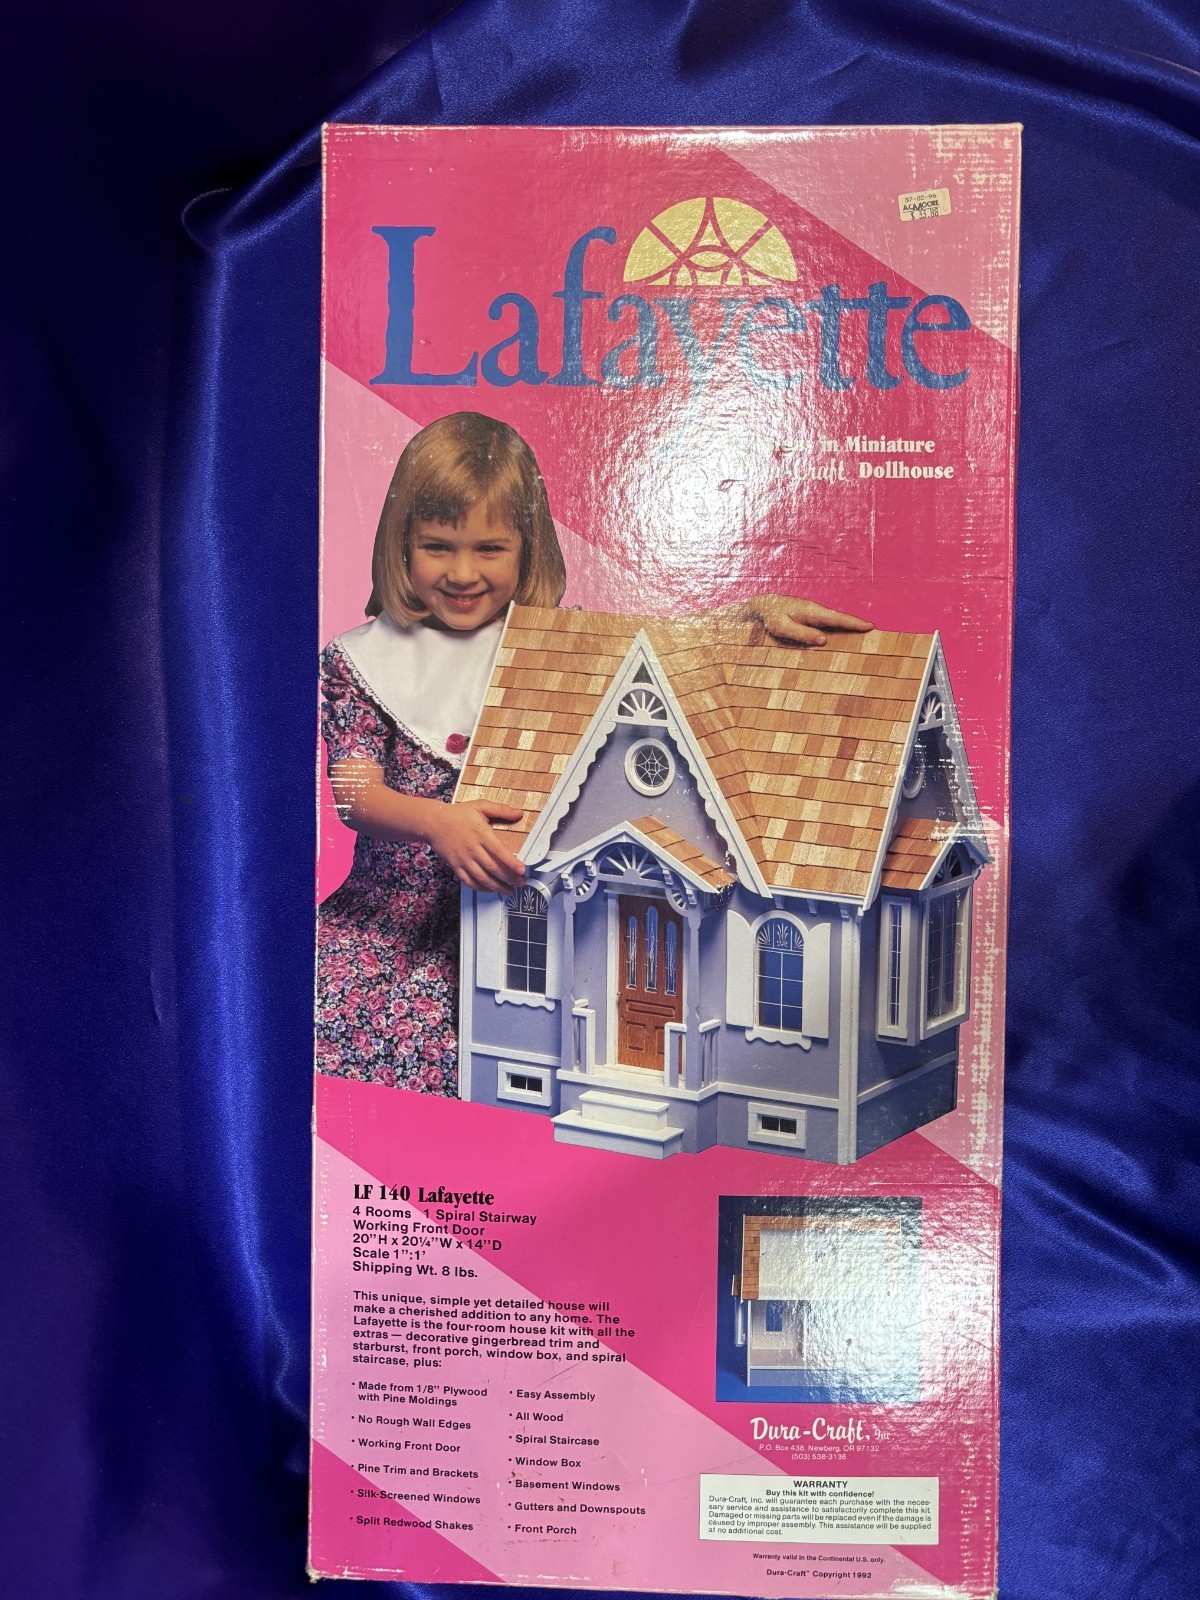 A.C.MOORE
Lafayette
in Miniature
Craft Dollhouse
LF 140 Lafayette
4 Rooms 1 Spiral Stairway
Working Front Door
20"H x 20¼"W x 14"D
Scale 1":1'
Shipping Wt. 8 lbs.
This unique, simple yet detailed house will
make a cherished addition to any home. The
Lafayette is the four-room house kit with all the
extras — decorative gingerbread trim and
starburst, front porch, window box, and spiral
staircase, plus:
• Made from 1/8" Plywood
with Pine Moldings
• No Rough Wall Edges
• Working Front Door
• Pine Trim and Brackets
• Silk-Screened Windows
• Split Redwood Shakes
• Easy Assembly
• All Wood
• Spiral Staircase
• Window Box
• Basement Windows
• Gutters and Downspouts
• Front Porch
Dura-Craft, Inc.
P.O. Box 438, Newberg, OR 97132
(503) 538-3136
WARRANTY
Buy this kit with confidence!
Dura-Craft, Inc. will guarantee each purchase with the neces-
sary service and assistance to satisfactorily complete this kit.
Damaged or missing parts will be replaced even if the damage is
caused by improper assembly. This assistance will be supplied
at no additional cost.
Warranty valid in the Continental U.S. only.
Dura-Craft™ Copyright 1992